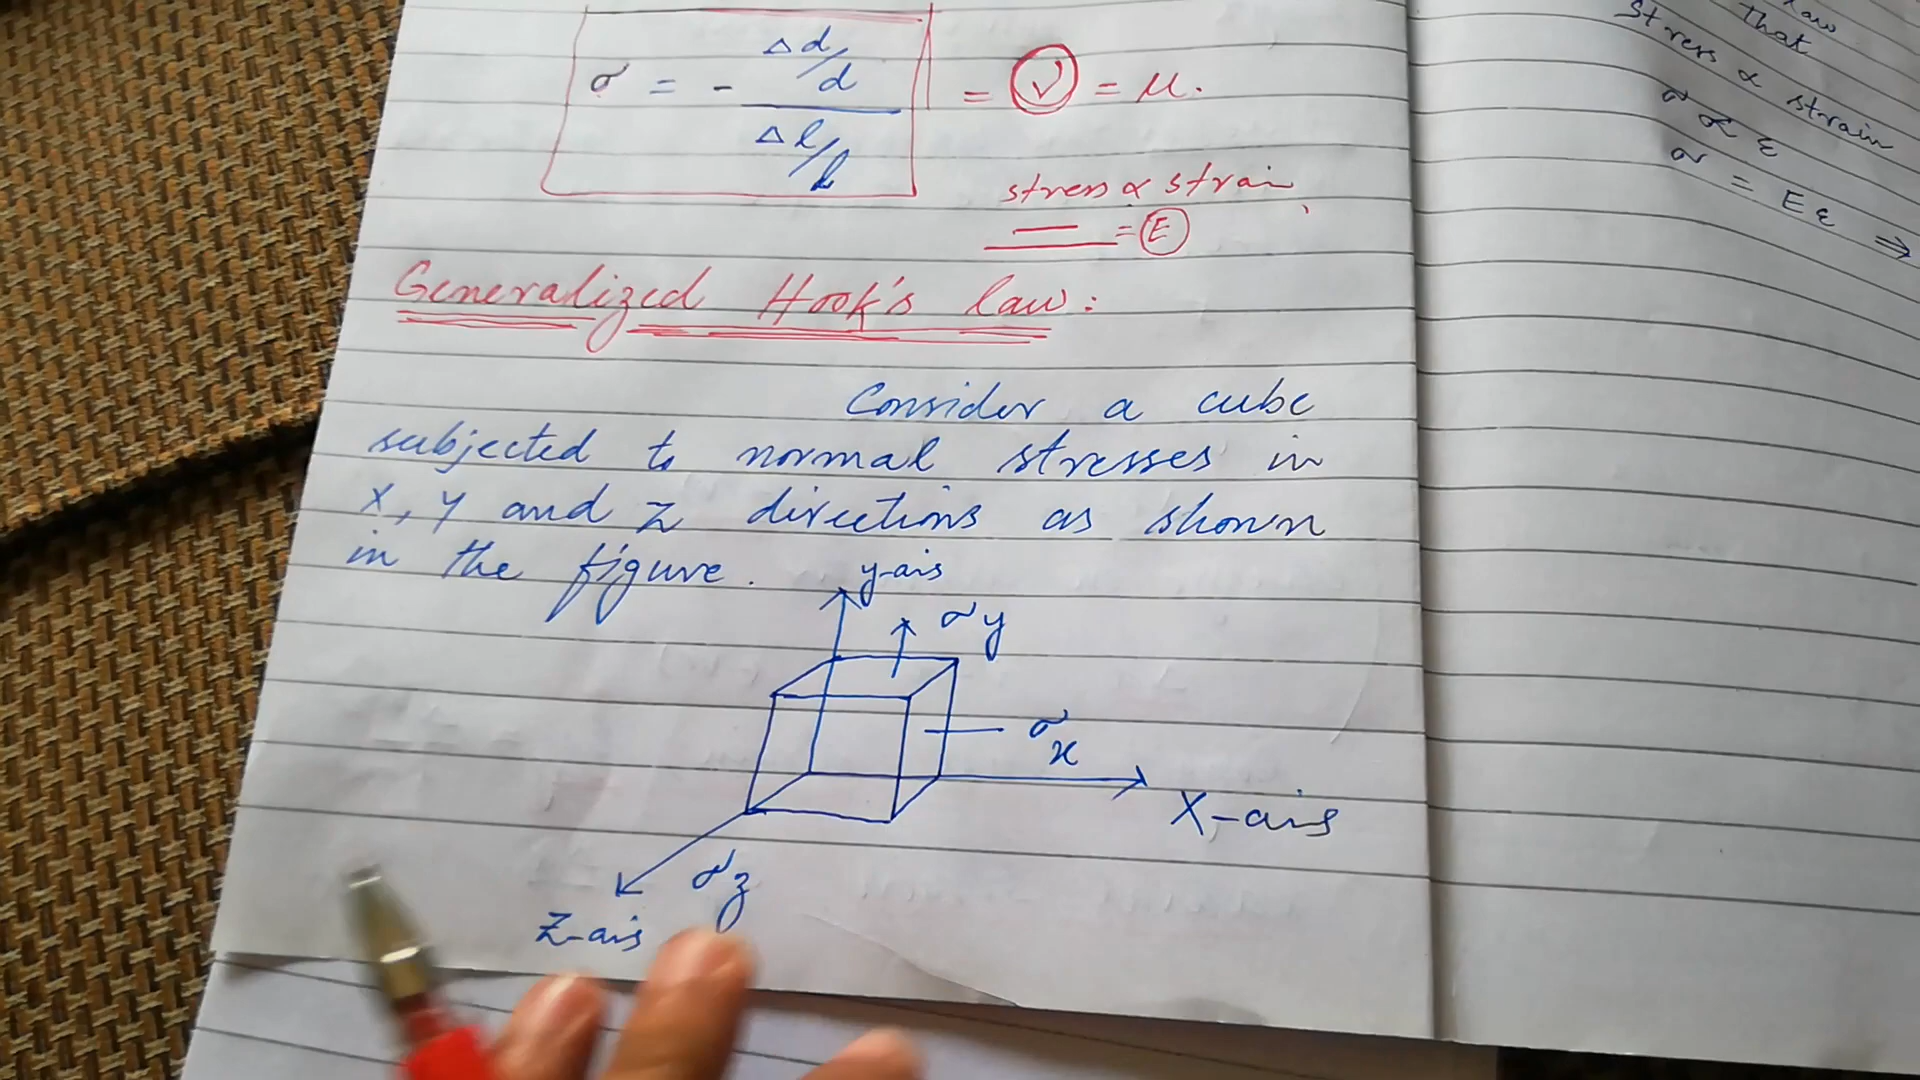 σ = - Δd/d
Δl/l
= ν = μ.
stress ∝ strain
= E
Generalized Hook's law:
Consider a cube
subjected to normal stresses in
X, Y and Z directions as shown
in the figure.
y-ais
σy
σx
X-ais
σz
Z-ais
law
that
stress ∝ strain
σ ∝ ε
σ = Eε ⇒